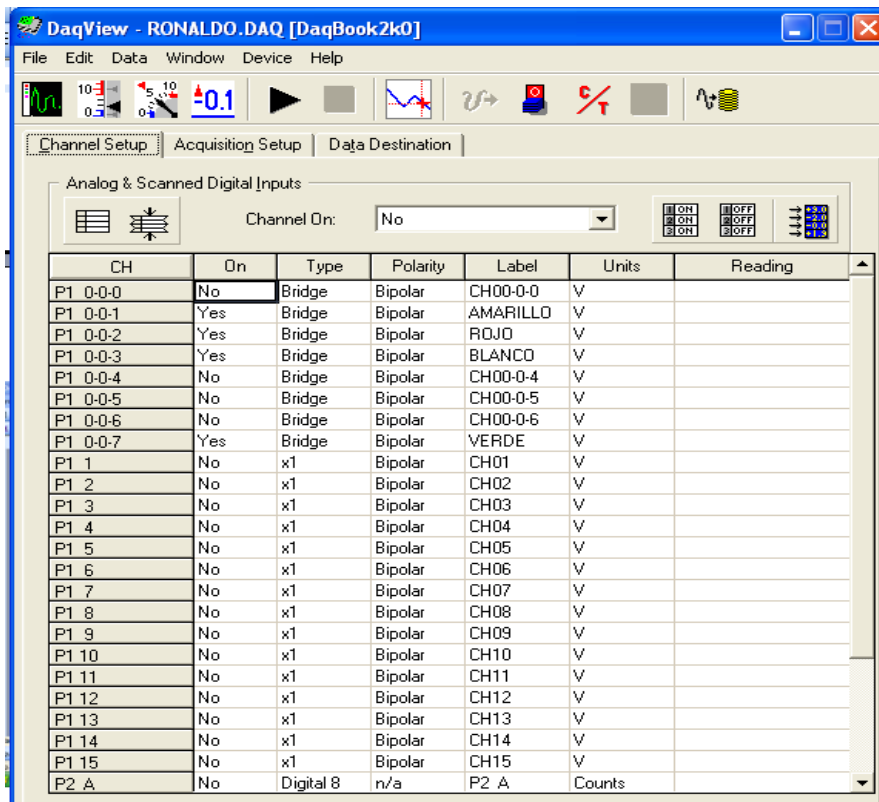 DaqView - RONALDO.DAQ [DaqBook2k0]
File Edit Data Window Device Help
Channel Setup Acquisition Setup Data Destination
Analog & Scanned Digital Inputs
Channel On: No
CH On Type Polarity Label Units Reading
P1 0-0-0 No Bridge Bipolar CH00-0-0 V
P1 0-0-1 Yes Bridge Bipolar AMARILLO V
P1 0-0-2 Yes Bridge Bipolar ROJO V
P1 0-0-3 Yes Bridge Bipolar BLANCO V
P1 0-0-4 No Bridge Bipolar CH00-0-4 V
P1 0-0-5 No Bridge Bipolar CH00-0-5 V
P1 0-0-6 No Bridge Bipolar CH00-0-6 V
P1 0-0-7 Yes Bridge Bipolar VERDE V
P1 1 No x1 Bipolar CH01 V
P1 2 No x1 Bipolar CH02 V
P1 3 No x1 Bipolar CH03 V
P1 4 No x1 Bipolar CH04 V
P1 5 No x1 Bipolar CH05 V
P1 6 No x1 Bipolar CH06 V
P1 7 No x1 Bipolar CH07 V
P1 8 No x1 Bipolar CH08 V
P1 9 No x1 Bipolar CH09 V
P1 10 No x1 Bipolar CH10 V
P1 11 No x1 Bipolar CH11 V
P1 12 No x1 Bipolar CH12 V
P1 13 No x1 Bipolar CH13 V
P1 14 No x1 Bipolar CH14 V
P1 15 No x1 Bipolar CH15 V
P2 A No Digital 8 n/a P2 A Counts